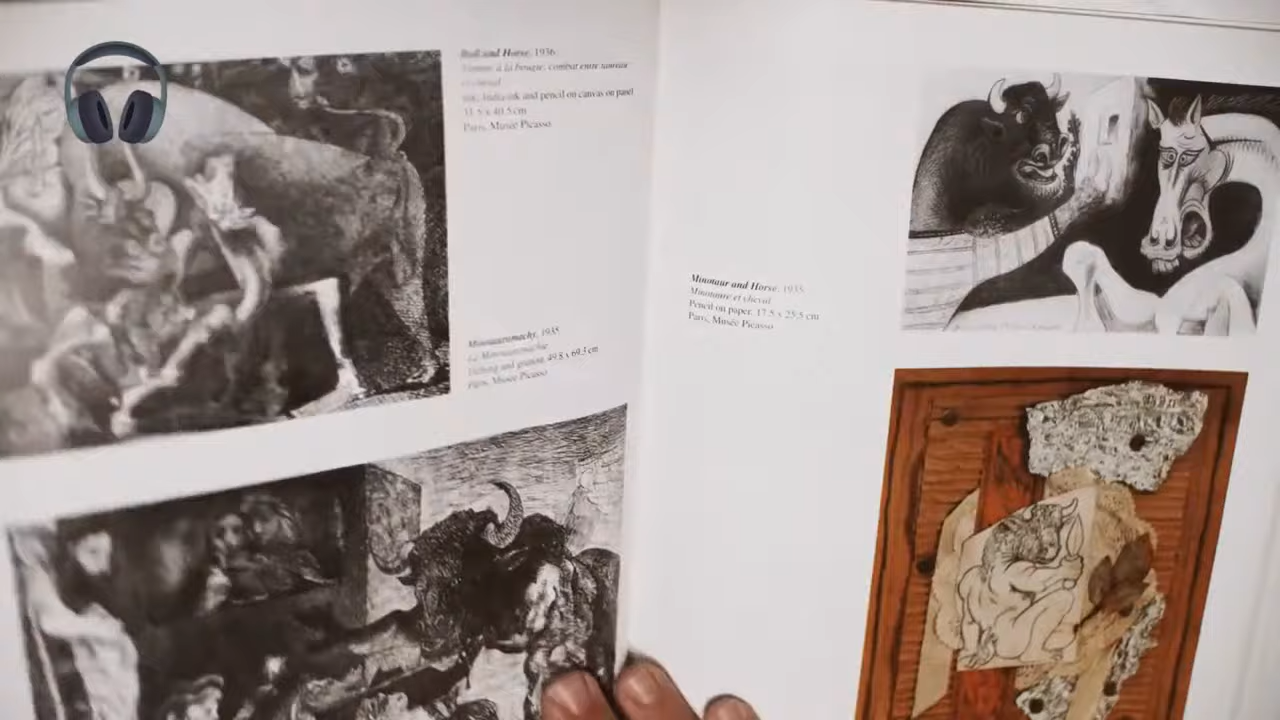 Bull and Horse. 1936
Femme à la bougie, combat entre taureau
et cheval
ink, India ink and pencil on canvas on panel
31.5 x 40.5 cm
Paris, Musée Picasso
Minotauromachy. 1935
La Minotauromachie
Etching and grattoir. 49.8 x 69.3 cm
Paris, Musée Picasso
Minotaur and Horse. 1935
Minotaure et cheval
Pencil on paper. 17.5 x 25.5 cm
Paris, Musée Picasso